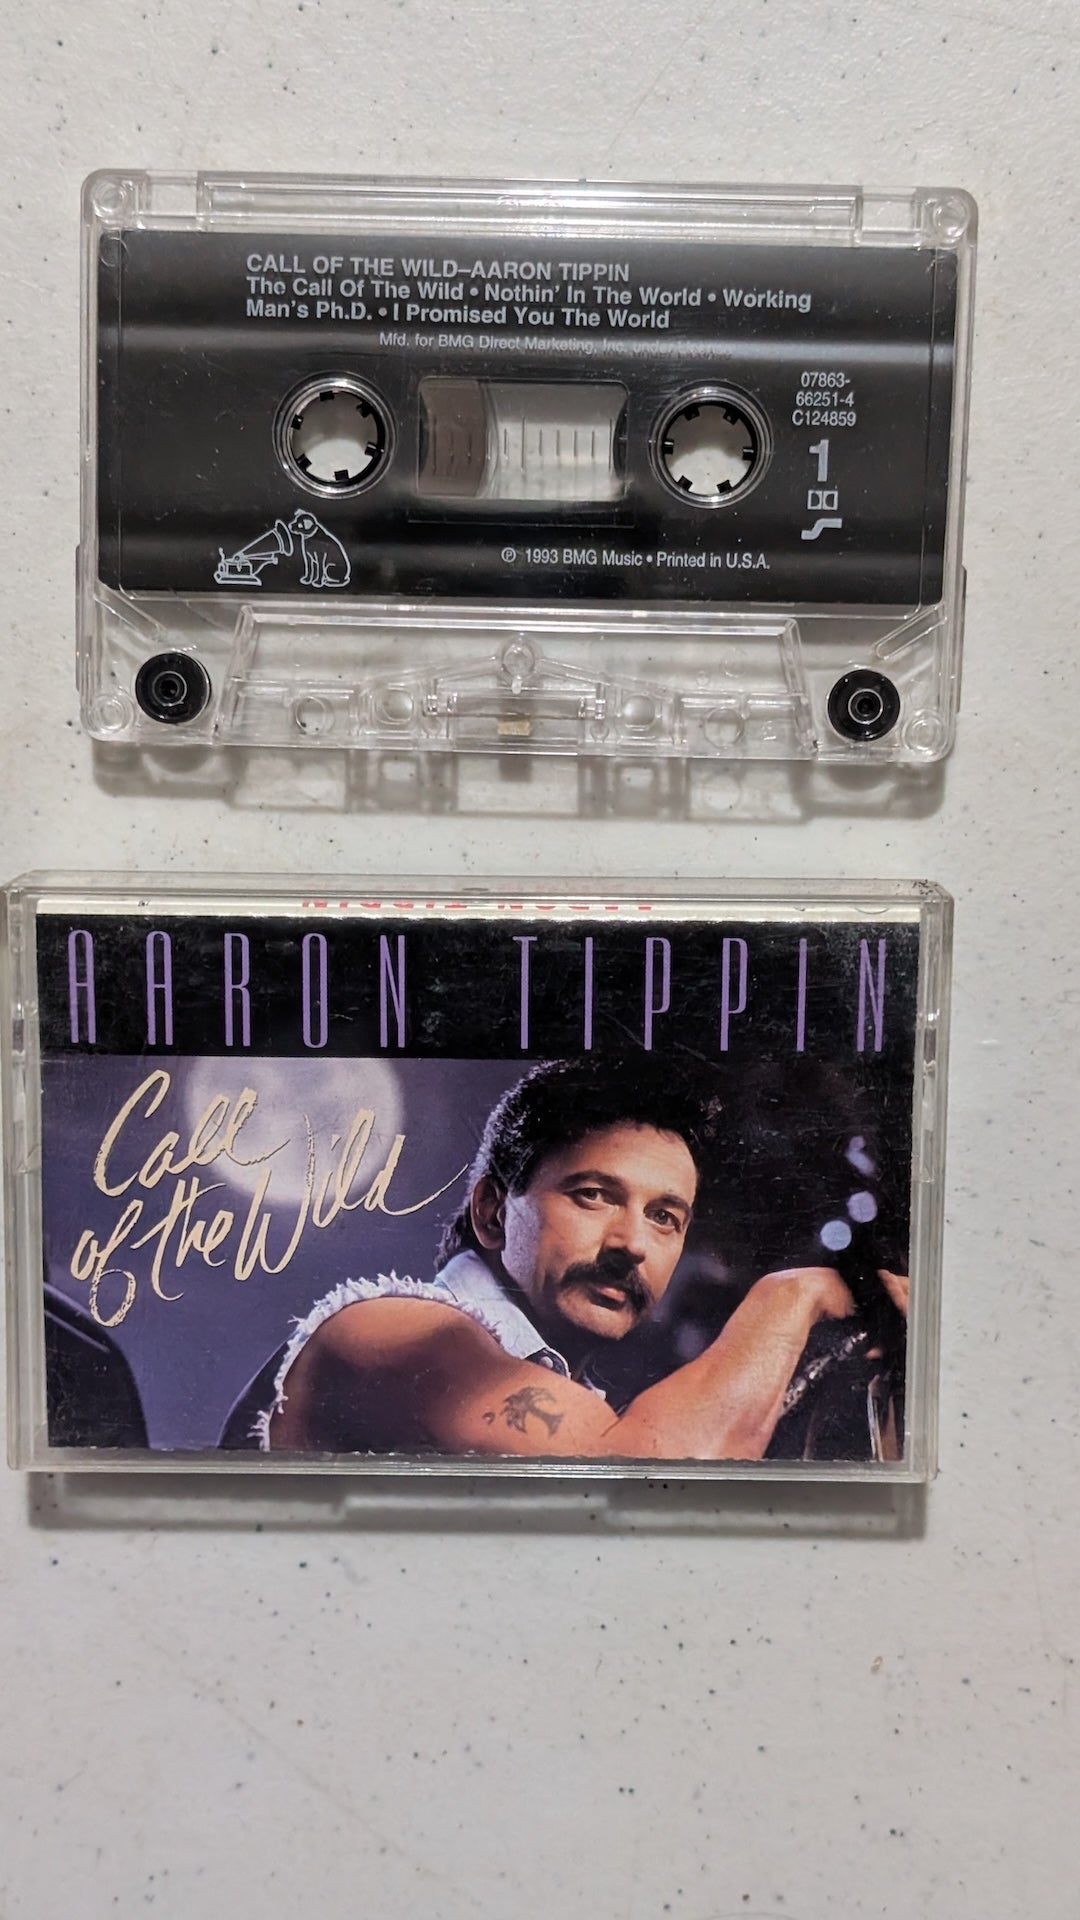 CALL OF THE WILD–AARON TIPPIN
The Call Of The Wild • Nothin' In The World • Working
Man's Ph.D. • I Promised You The World
Mfd. for BMG Direct Marketing, Inc. under License
07863-
66251-4
C124859
1
℗ 1993 BMG Music • Printed in U.S.A.
AARON TIPPIN
AARON TIPPIN
Call
of the Wild